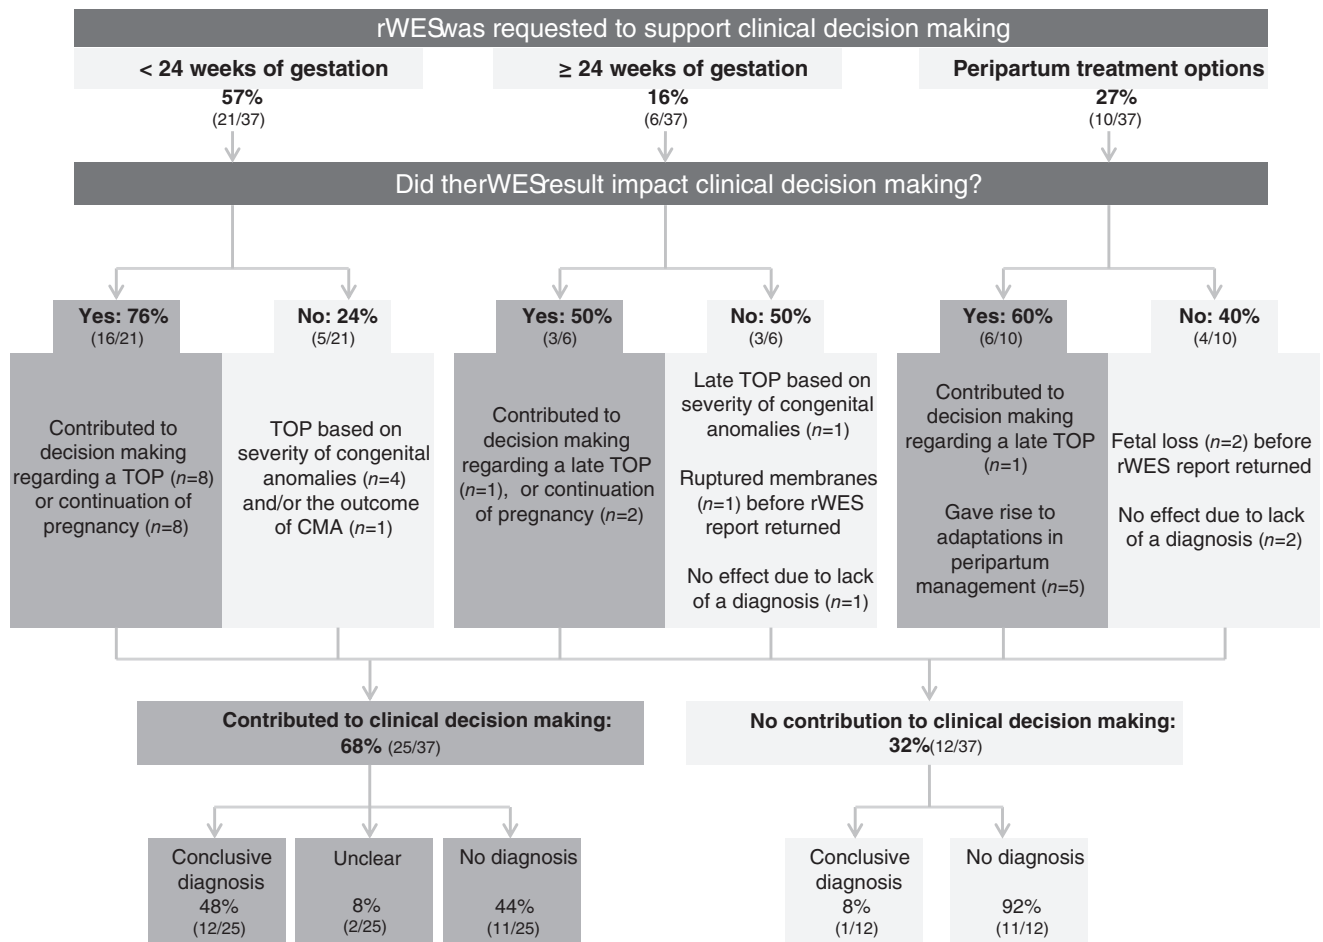 rWES was requested to support clinical decision making
< 24 weeks of gestation
57%
(21/37)
≥ 24 weeks of gestation
16%
(6/37)
Peripartum treatment options
27%
(10/37)
Did the rWES result impact clinical decision making?
Yes: 76%
(16/21)
Contributed to
decision making
regarding a TOP (n=8)
or continuation of
pregnancy (n=8)
No: 24%
(5/21)
TOP based on
severity of congenital
anomalies (n=4)
and/or the outcome
of CMA (n=1)
Yes: 50%
(3/6)
Contributed to
decision making
regarding a late TOP
(n=1), or continuation
of pregnancy (n=2)
No: 50%
(3/6)
Late TOP based on
severity of congenital
anomalies (n=1)
Ruptured membranes
(n=1) before rWES
report returned
No effect due to lack
of a diagnosis (n=1)
Yes: 60%
(6/10)
Contributed to
decision making
regarding a late TOP
(n=1)
Gave rise to
adaptations in
peripartum
management (n=5)
No: 40%
(4/10)
Fetal loss (n=2) before
rWES report returned
No effect due to lack
of a diagnosis (n=2)
Contributed to clinical decision making:
68% (25/37)
No contribution to clinical decision making:
32%(12/37)
Conclusive
diagnosis
48%
(12/25)
Unclear
8%
(2/25)
No diagnosis
44%
(11/25)
Conclusive
diagnosis
8%
(1/12)
No diagnosis
92%
(11/12)